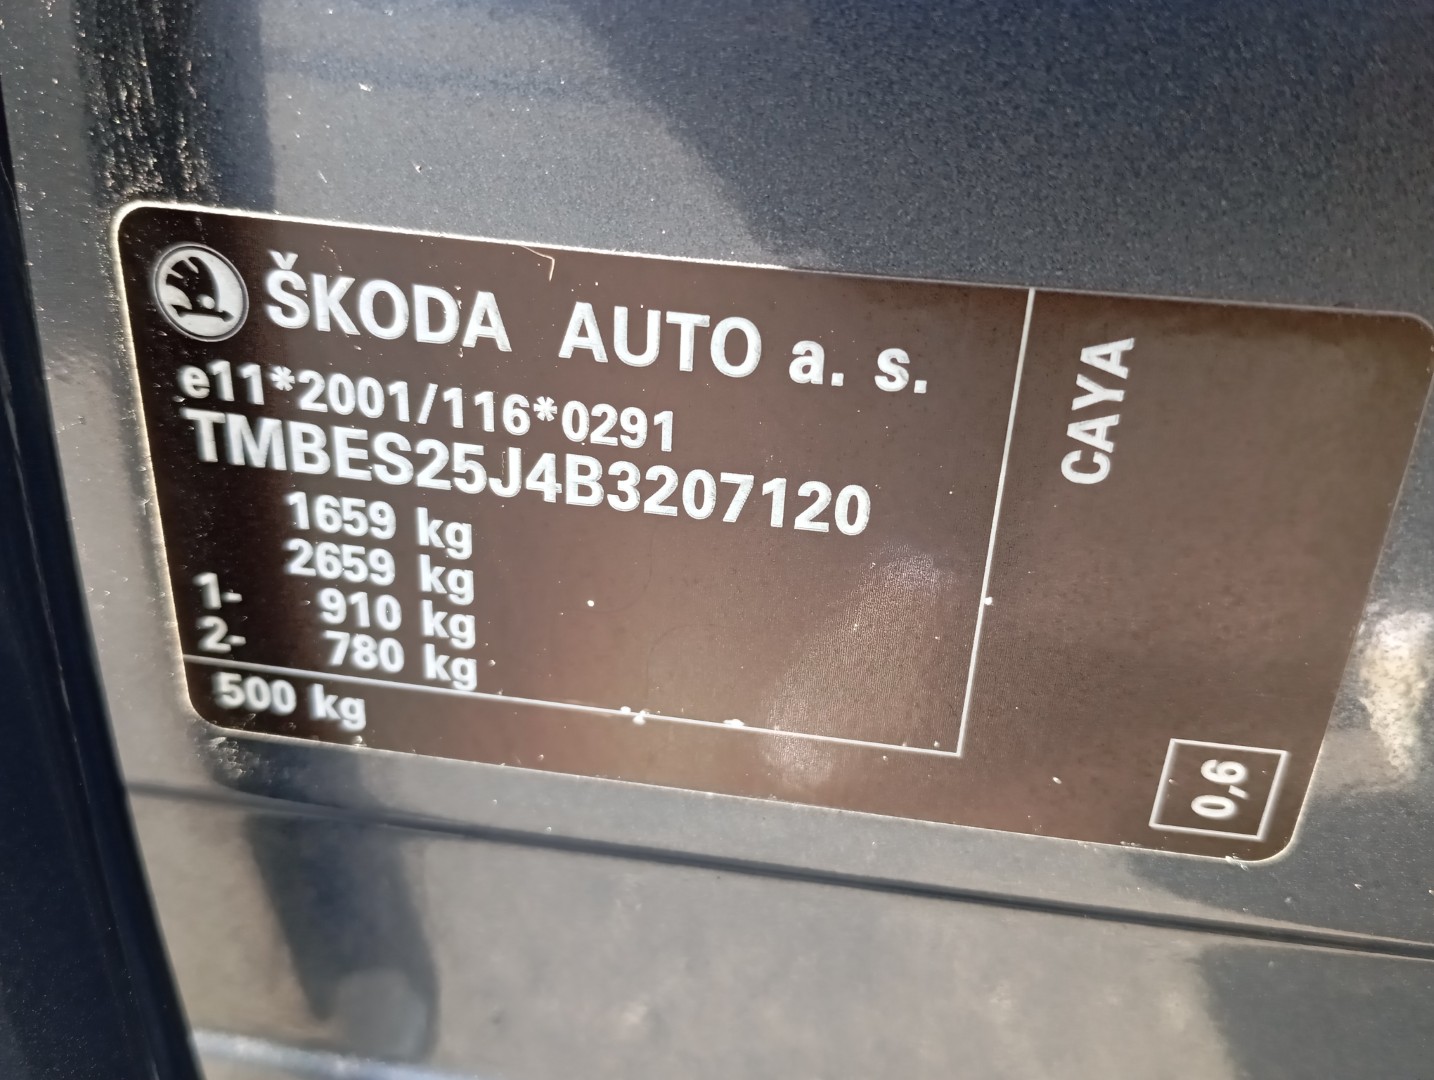 ŠKODA AUTO a. s.
e11*2001/116*0291
TMBES25J4B3207120
1659 kg
2659 kg
1- 910 kg
2- 780 kg
500 kg
CAYA
0,6